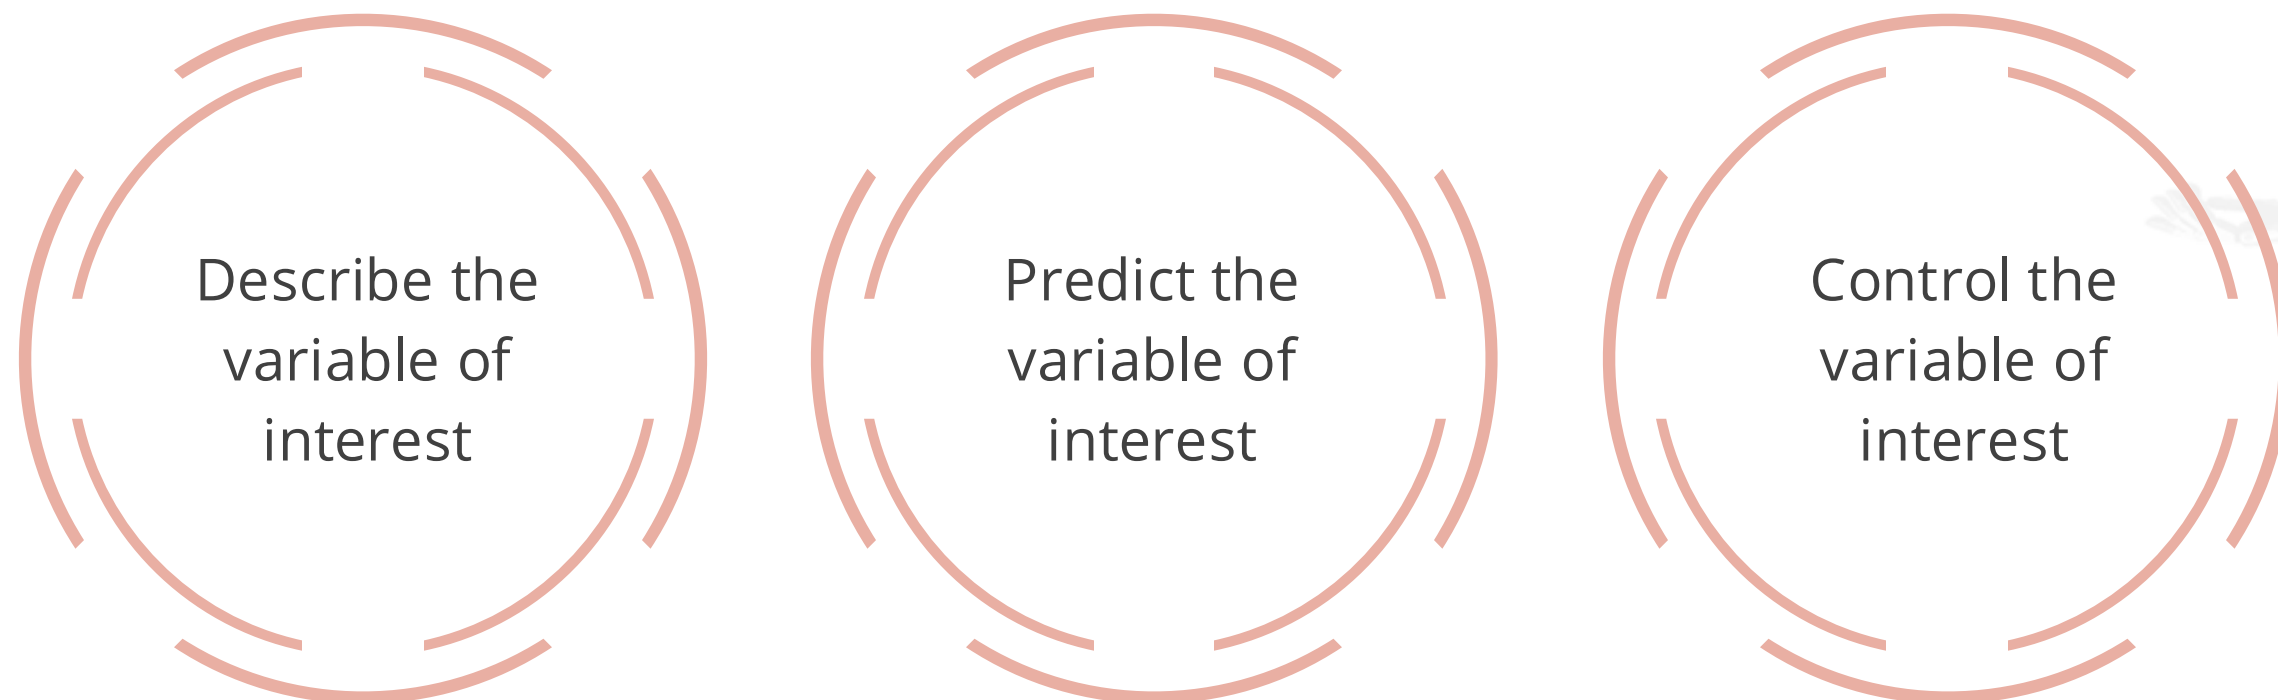 Describe the
variable of
interest
Predict the
variable of
interest
Control the
variable of
interest